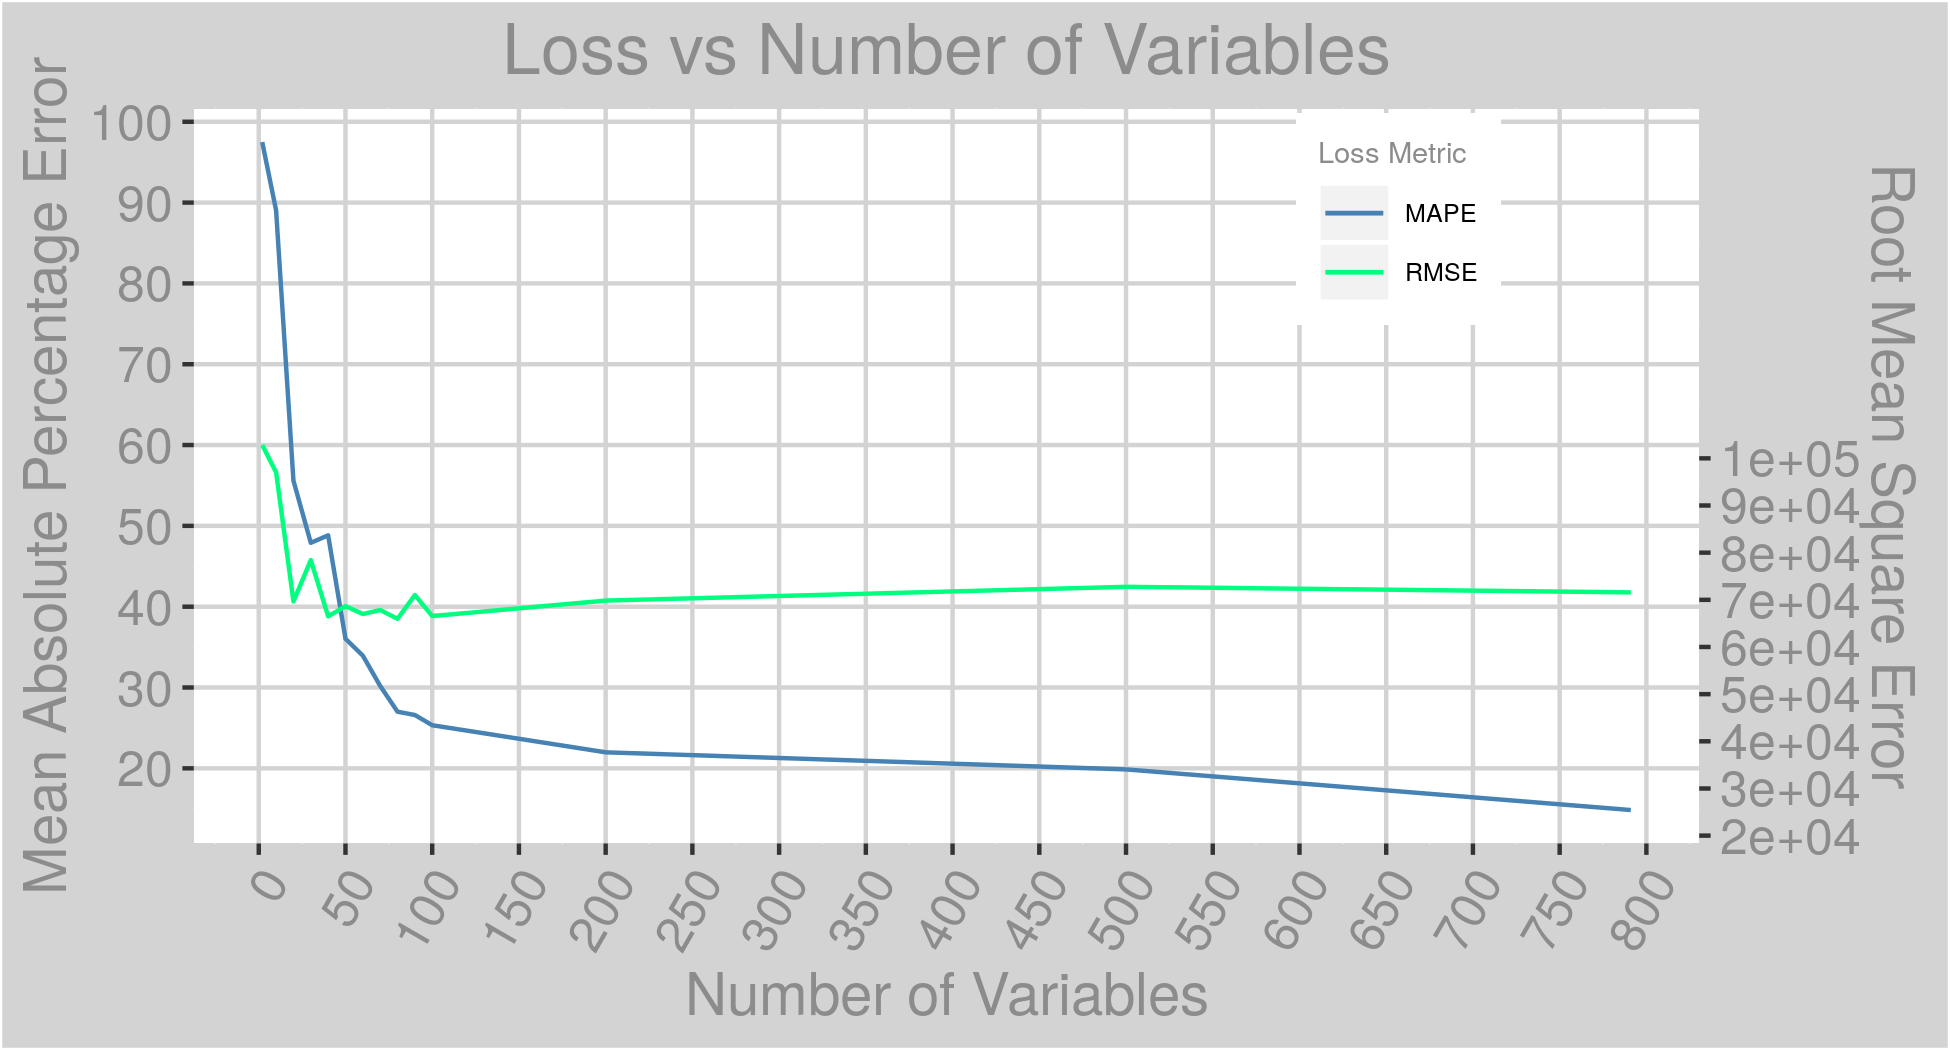 Loss vs Number of Variables
Mean Absolute Percentage Error
100
90
80
70
60
50
40
30
20
Loss Metric
MAPE
RMSE
1e+05
9e+04
8e+04
7e+04
6e+04
5e+04
4e+04
3e+04
2e+04
Root Mean Square Error
0 50 100 150 200 250 300 350 400 450 500 550 600 650 700 750 800
Number of Variables